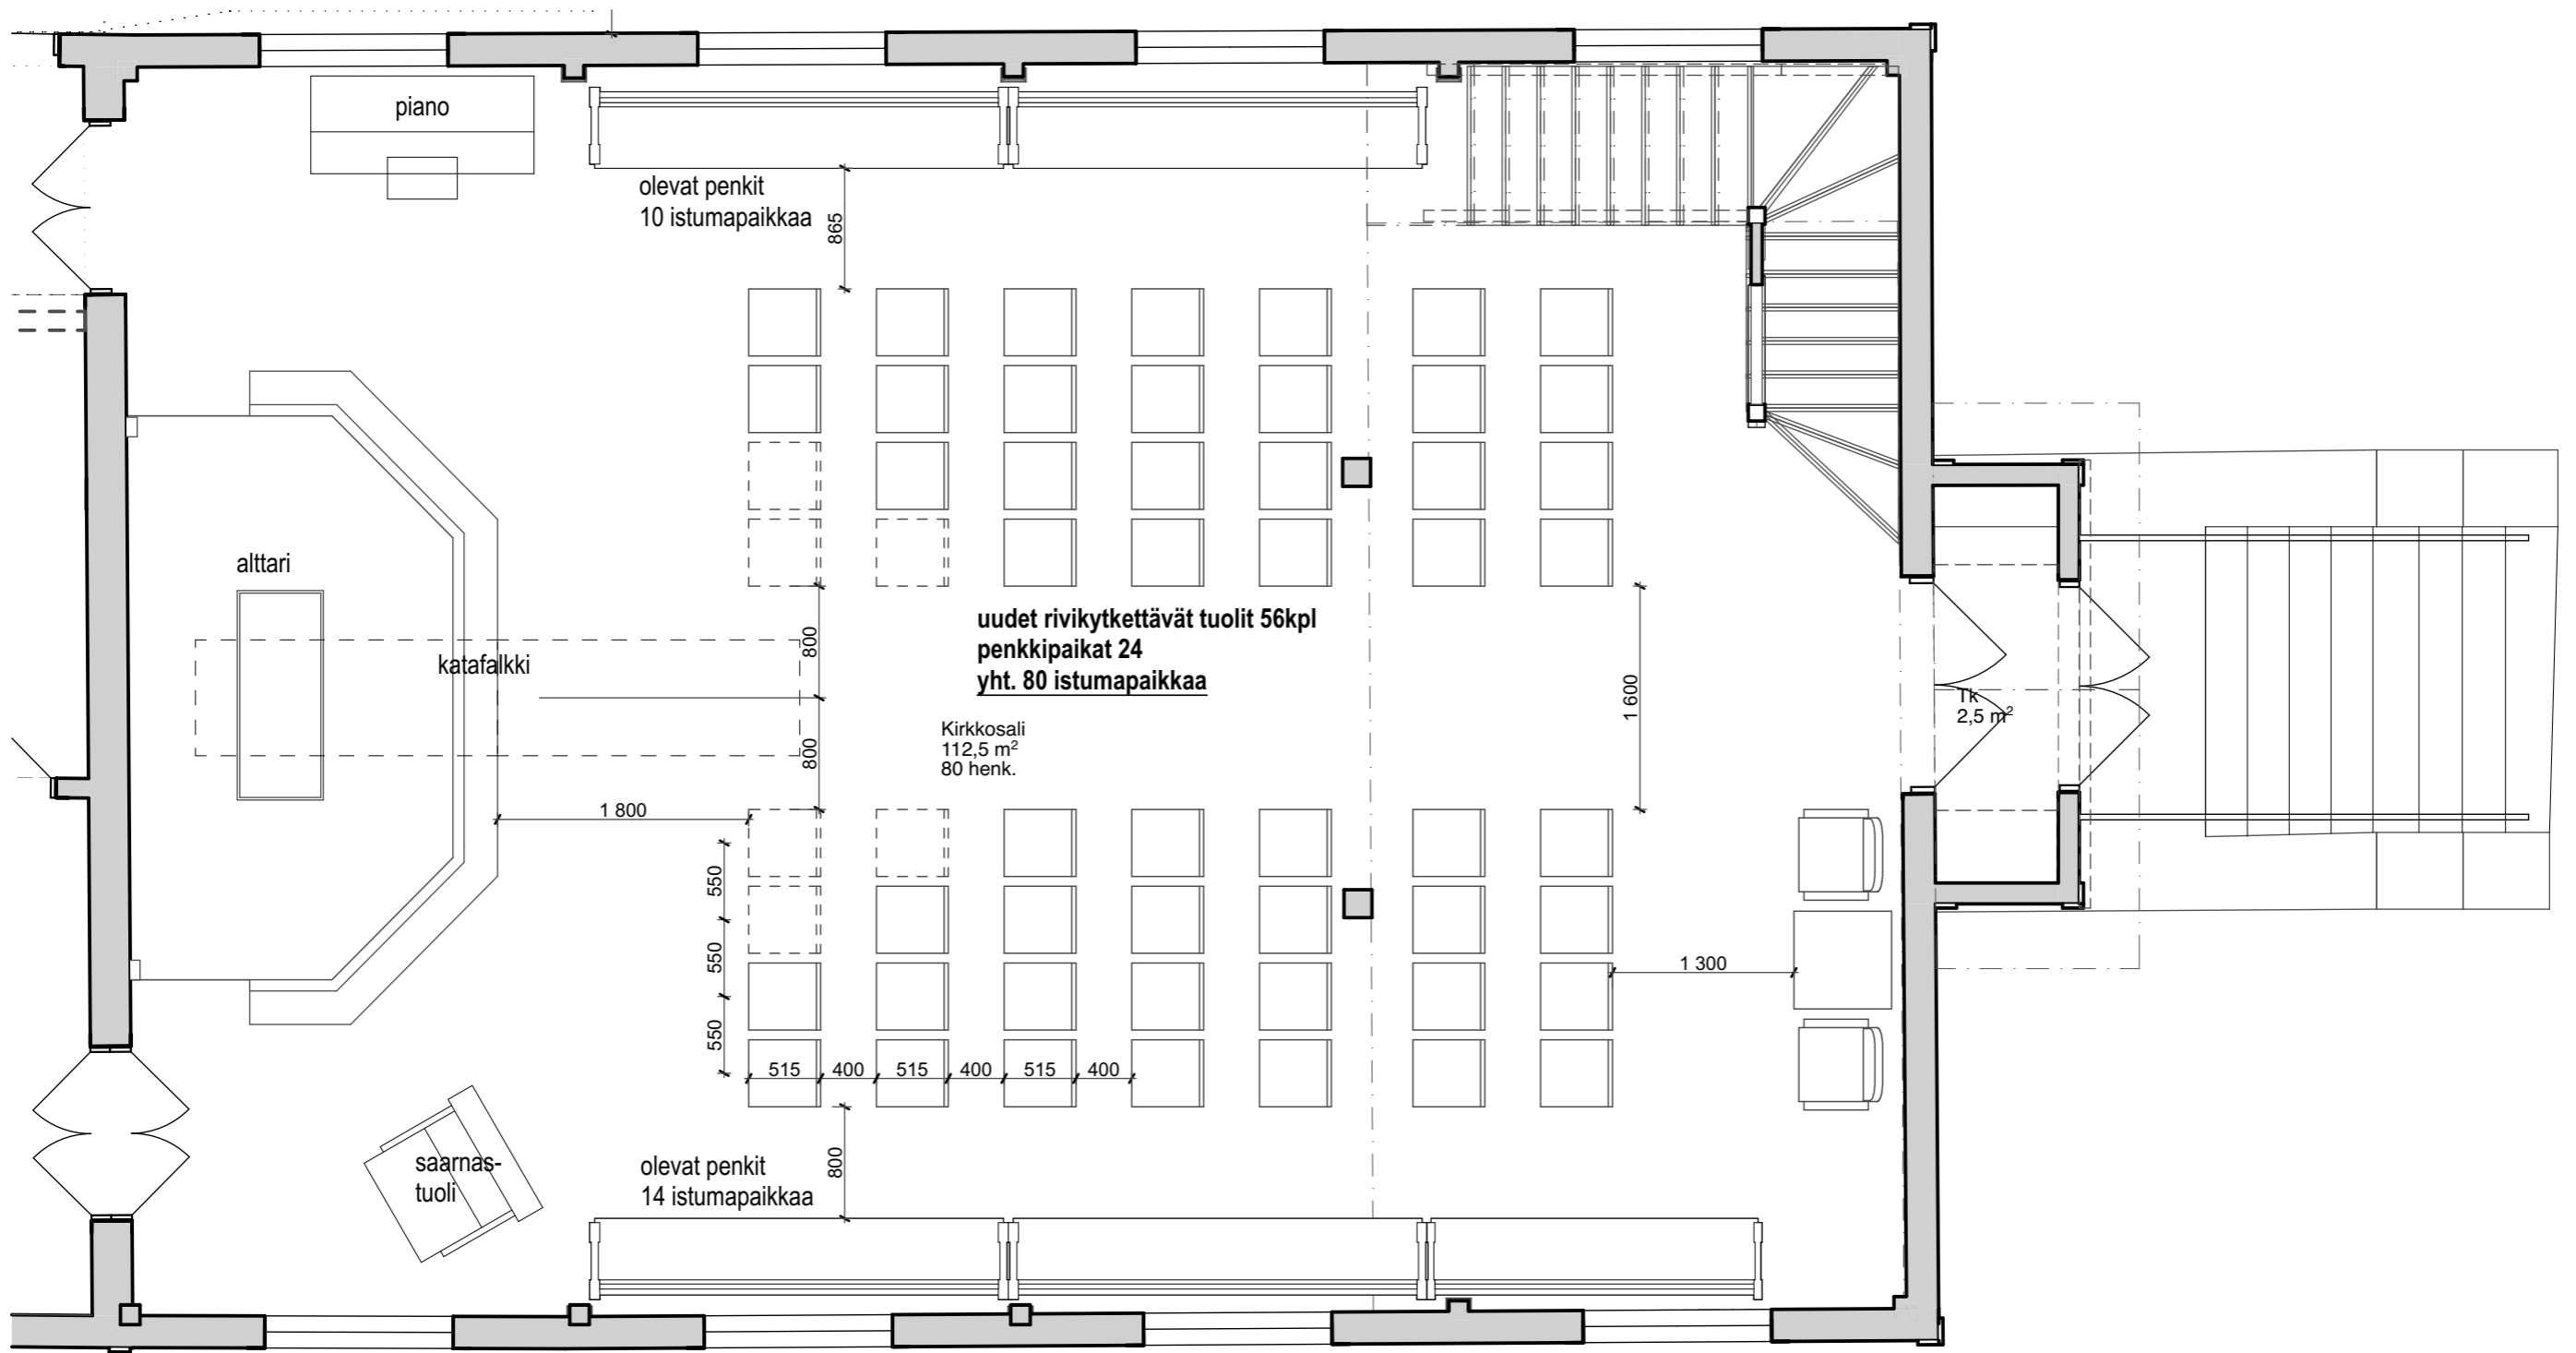 piano
olevat penkit
10 istumapaikkaa
865
alttari
katafalkki
800
800
uudet rivikytkettävät tuolit 56kpl
penkkipaikat 24
yht. 80 istumapaikkaa
Kirkkosali
112,5 m²
80 henk.
1 600
Tk
2,5 m²
1 800
550
550
550
1 300
515
400
515
400
515
400
saarnas-
tuoli
olevat penkit
14 istumapaikkaa
800